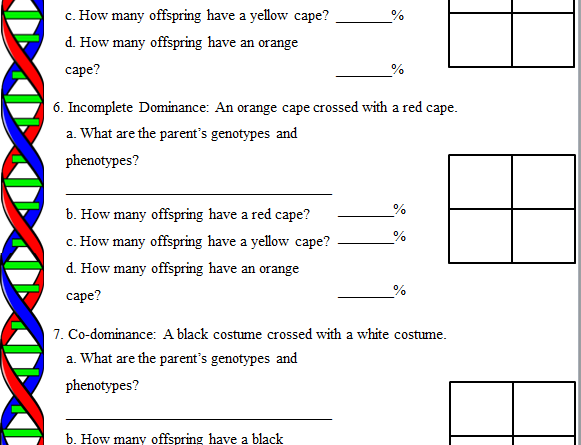 c. How many offspring have a yellow cape? ________%
d. How many offspring have an orange
cape? ________%
6. Incomplete Dominance: An orange cape crossed with a red cape.
a. What are the parent's genotypes and
phenotypes?
______________________________________
b. How many offspring have a red cape? ________%
c. How many offspring have a yellow cape? ________%
d. How many offspring have an orange
cape? ________%
7. Co-dominance: A black costume crossed with a white costume.
a. What are the parent's genotypes and
phenotypes?
______________________________________
b. How many offspring have a black